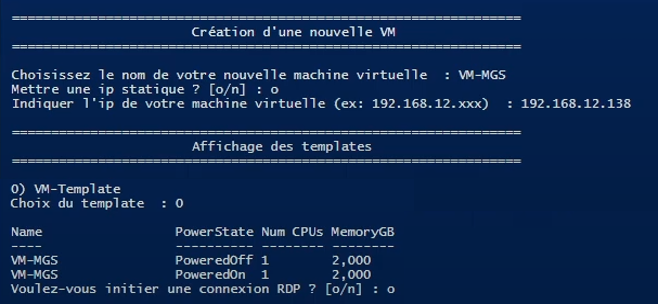 ================================================================
Création d'une nouvelle VM
================================================================
Choisissez le nom de votre nouvelle machine virtuelle  : VM-MGS
Mettre une ip statique ? [o/n] : o
Indiquer l'ip de votre machine virtuelle (ex: 192.168.12.xxx)  : 192.168.12.138
================================================================
Affichage des templates
================================================================
0) VM-Template
Choix du template  : 0
Name                 PowerState Num CPUs MemoryGB
----                 ---------- -------- --------
VM-MGS               PoweredOff 1        2,000
VM-MGS               PoweredOn  1        2,000
Voulez-vous initier une connexion RDP ? [o/n] : o